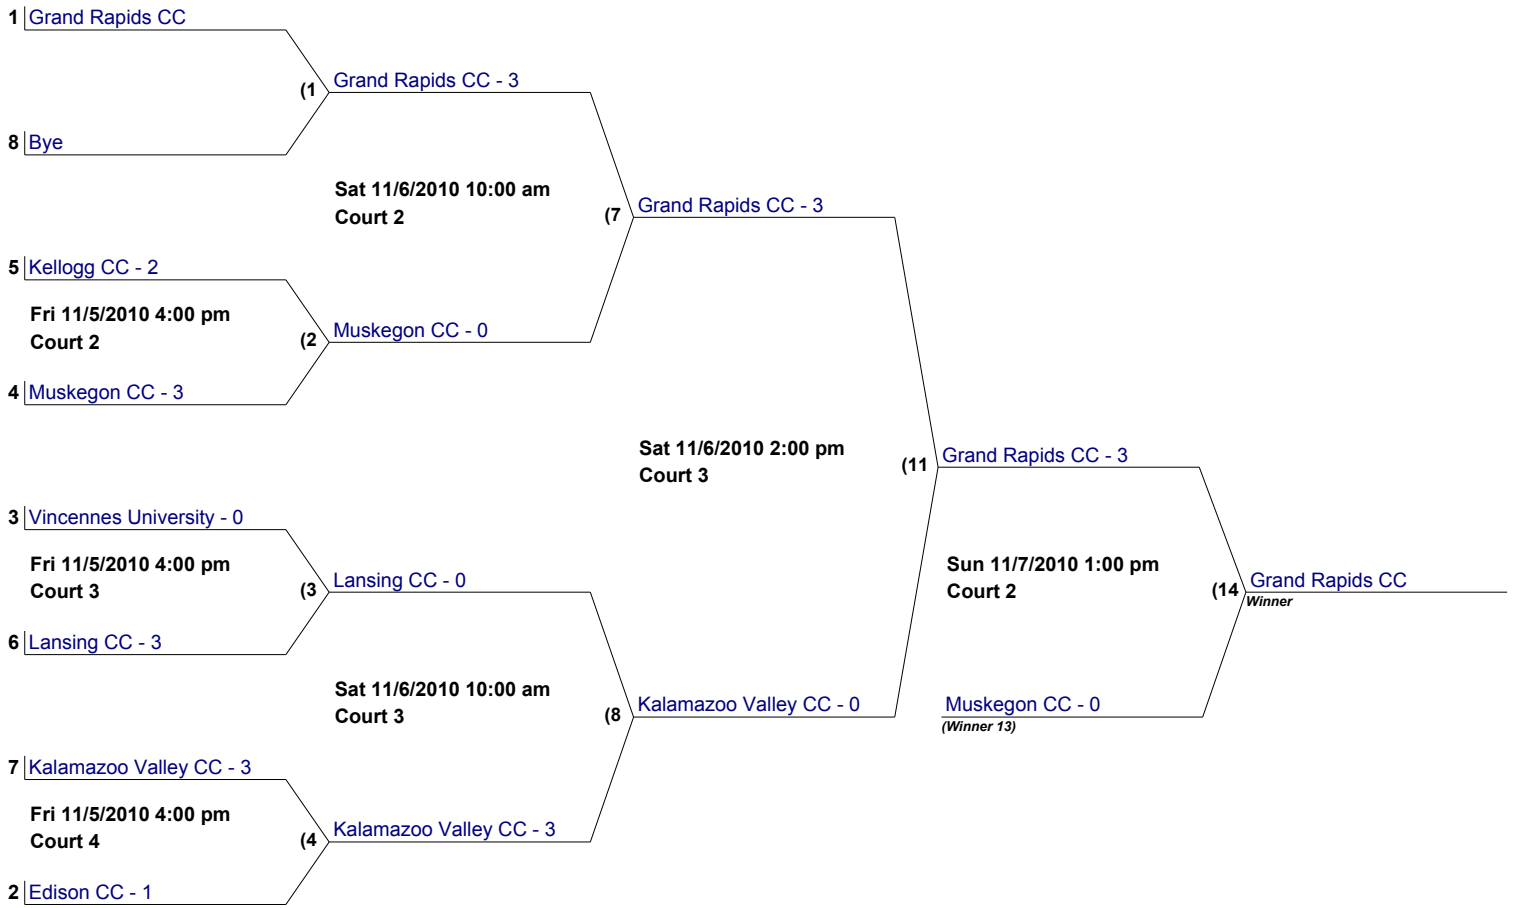 1 Grand Rapids CC
(1 Grand Rapids CC - 3
8 Bye
Sat 11/6/2010 10:00 am
Court 2
(7 Grand Rapids CC - 3
5 Kellogg CC - 2
Fri 11/5/2010 4:00 pm
Court 2
(2 Muskegon CC - 0
4 Muskegon CC - 3
Sat 11/6/2010 2:00 pm
Court 3
(11 Grand Rapids CC - 3
3 Vincennes University - 0
Fri 11/5/2010 4:00 pm
Court 3
(3 Lansing CC - 0
6 Lansing CC - 3
Sun 11/7/2010 1:00 pm
Court 2
(14 Grand Rapids CC
Winner
Sat 11/6/2010 10:00 am
Court 3
(8 Kalamazoo Valley CC - 0
Muskegon CC - 0
(Winner 13)
7 Kalamazoo Valley CC - 3
Fri 11/5/2010 4:00 pm
Court 4
(4 Kalamazoo Valley CC - 3
2 Edison CC - 1